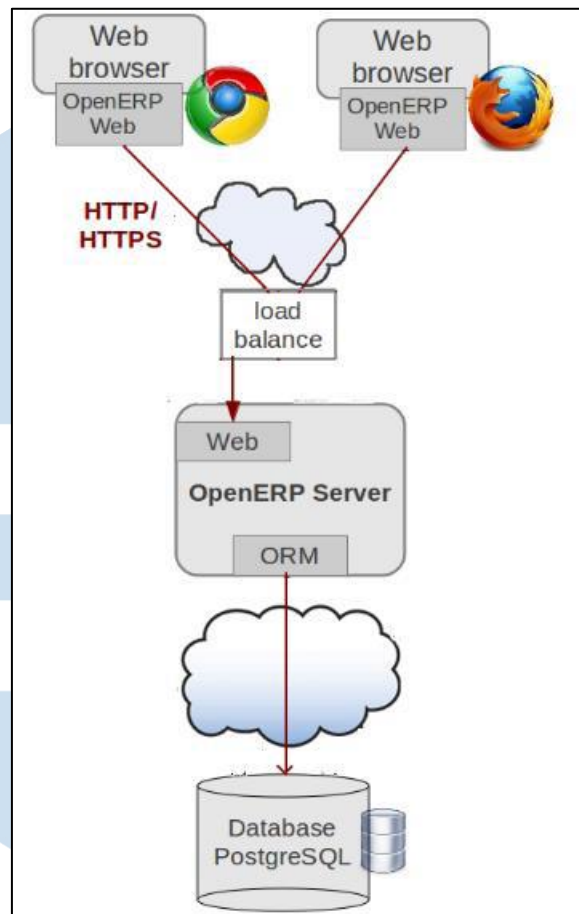 Web
browser
OpenERP
Web
Web
browser
OpenERP
Web
HTTP/
HTTPS
load
balance
Web
OpenERP Server
ORM
Database
PostgreSQL